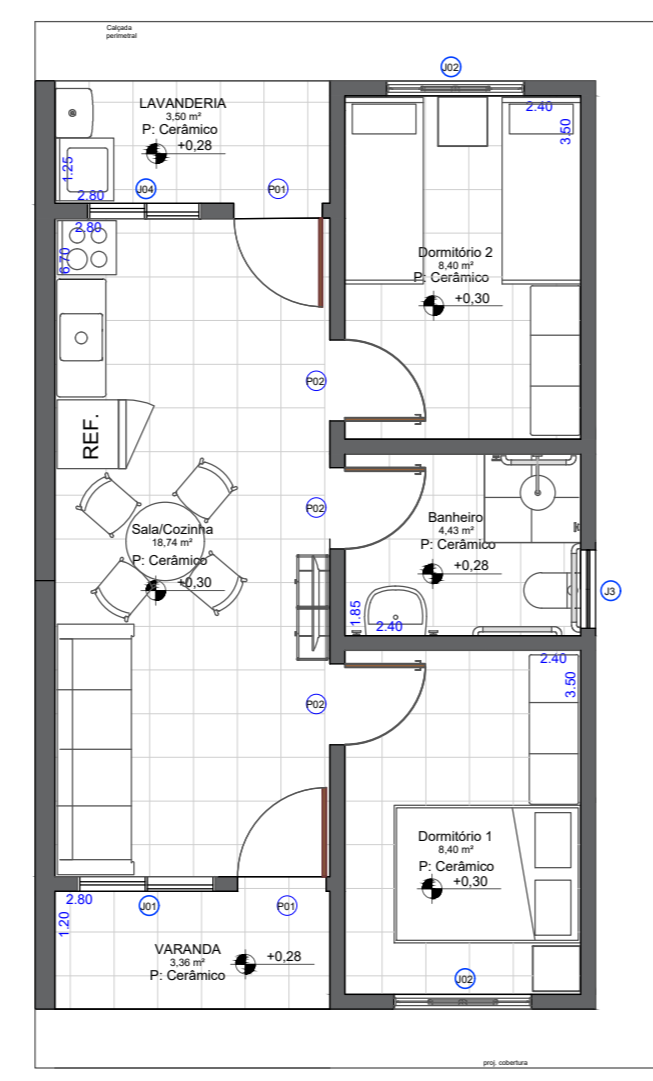 Calçada
perimetral
J02
LAVANDERIA
3,50 m²
P: Cerâmico
+0,28
1.25
2.80
J04
P01
2.40
3.50
Dormitório 2
8,40 m²
P: Cerâmico
+0,30
2.80
6.70
P02
REF.
P02
Sala/Cozinha
18,74 m²
P: Cerâmico
+0,30
Banheiro
4,43 m²
P: Cerâmico
+0,28
J3
1.85
2.40
P02
2.40
3.50
Dormitório 1
8,40 m²
P: Cerâmico
+0,30
J02
2.80
1.20
J01
P01
VARANDA
3,36 m²
P: Cerâmico
+0,28
proj. cobertura